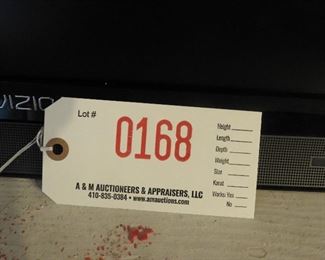 VIZIO
Lot #
0168
Height
Length
Depth
Weight
Size
Karat
Works: Yes
No
A & M AUCTIONEERS & APPRAISERS, LLC
410-835-0384 • www.amauctions.com